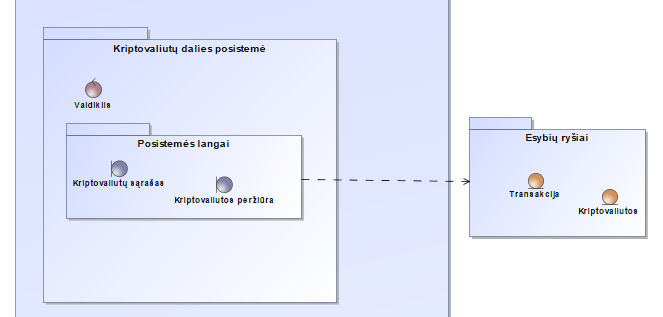 Kriptovaliutų dalies posistemė
Valdiklis
Posistemės langai
Kriptovaliutų sąrašas
Kriptovaliutos peržiūra
Esybių ryšiai
Transakcija
Kriptovaliutos